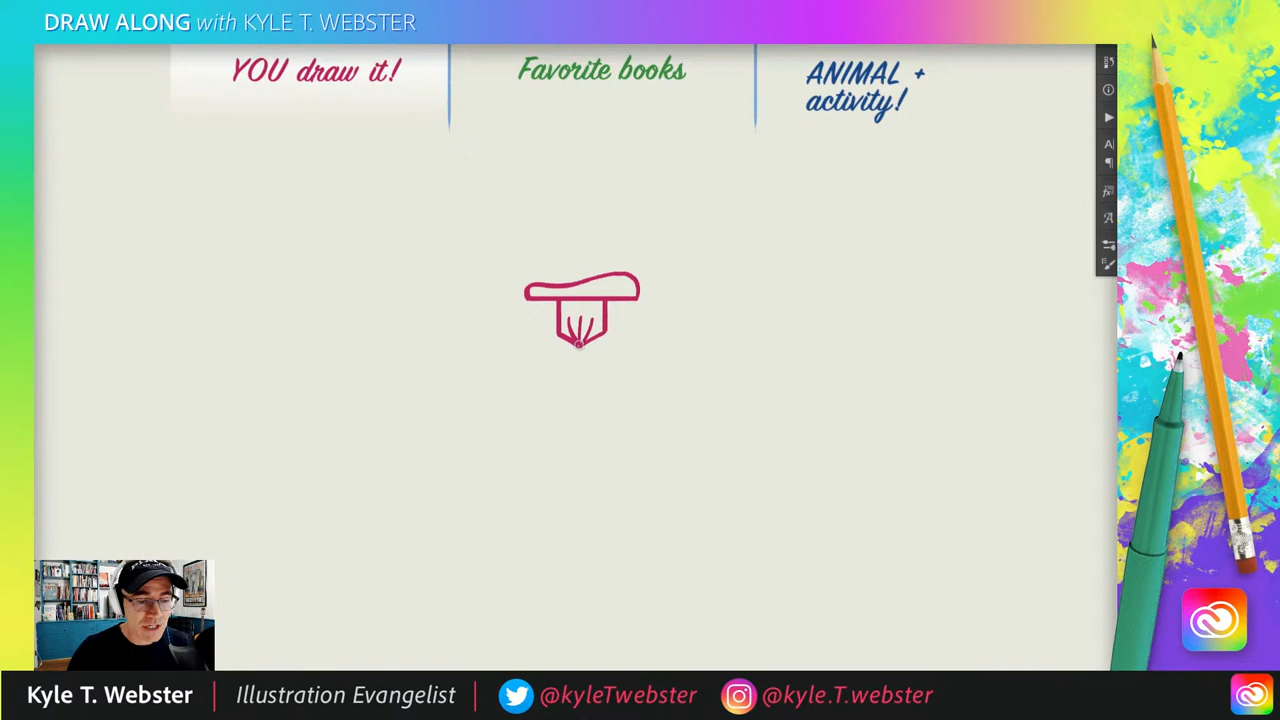 DRAW ALONG with KYLE T. WEBSTER
YOU draw it!
Favorite books
ANIMAL +
activity!
Kyle T. Webster | Illustration Evangelist | @kyleTwebster @kyle.T.webster